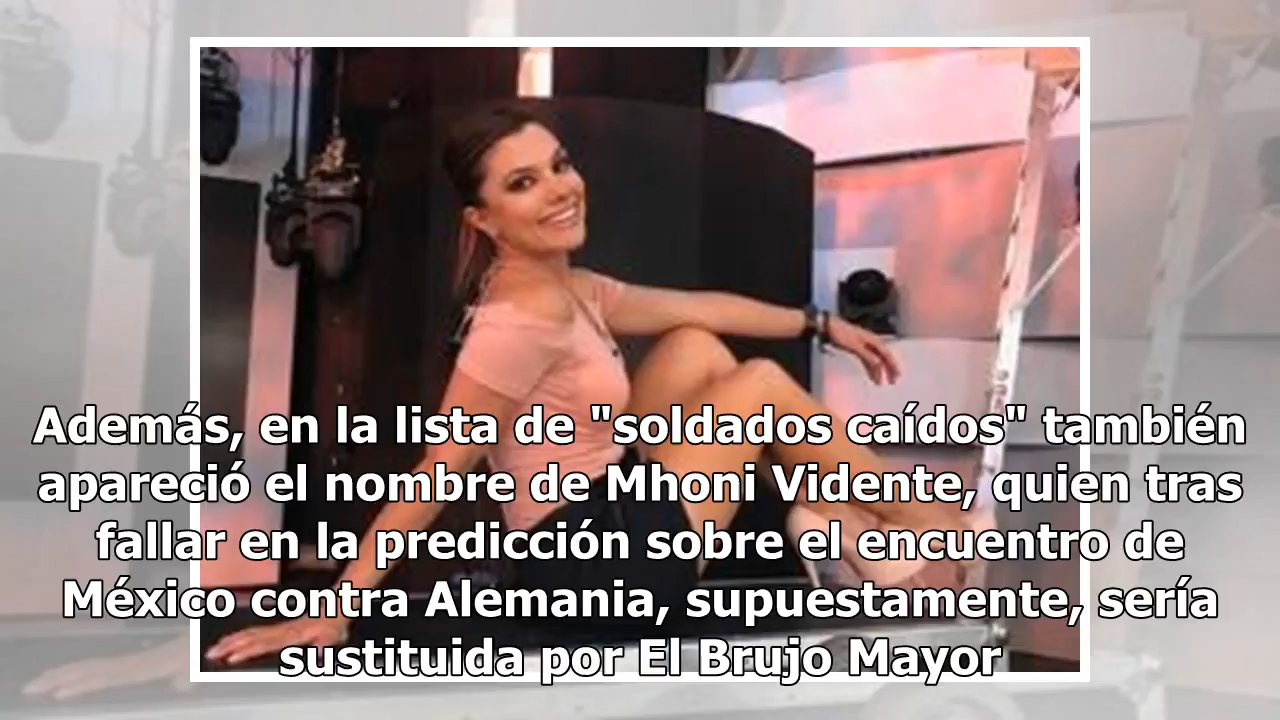 Además, en la lista de "soldados caídos" también
apareció el nombre de Mhoni Vidente, quien tras
fallar en la predicción sobre el encuentro de
México contra Alemania, supuestamente, sería
sustituida por El Brujo Mayor